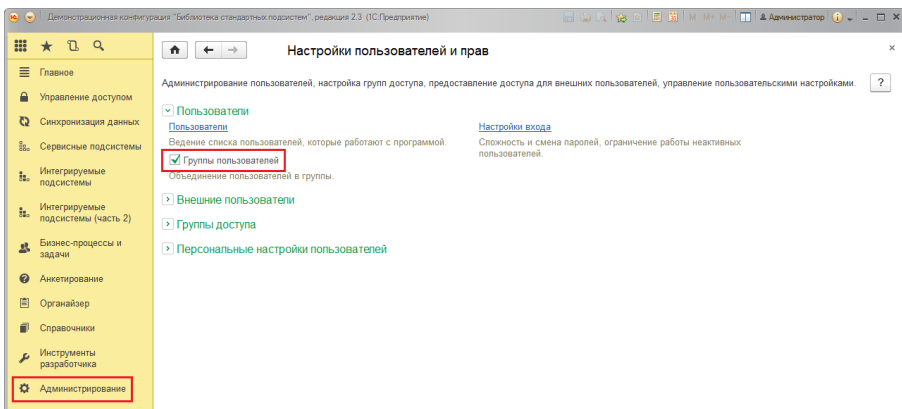 Демонстрационная конфигурация "Библиотека стандартных подсистем", редакция 2.3 (1С:Предприятие)
M M+ M-
Администратор
Главное
Управление доступом
Синхронизация данных
Сервисные подсистемы
Интегрируемые
подсистемы
Интегрируемые
подсистемы (часть 2)
Бизнес-процессы и
задачи
Анкетирование
Органайзер
Справочники
Инструменты
разработчика
Администрирование
Настройки пользователей и прав
Администрирование пользователей, настройка групп доступа, предоставление доступа для внешних пользователей, управление пользовательскими настройками.
?
Пользователи
Пользователи
Ведение списка пользователей, которые работают с программой.
Группы пользователей
Объединение пользователей в группы.
Настройки входа
Сложность и смена паролей, ограничение работы неактивных
пользователей.
Внешние пользователи
Группы доступа
Персональные настройки пользователей